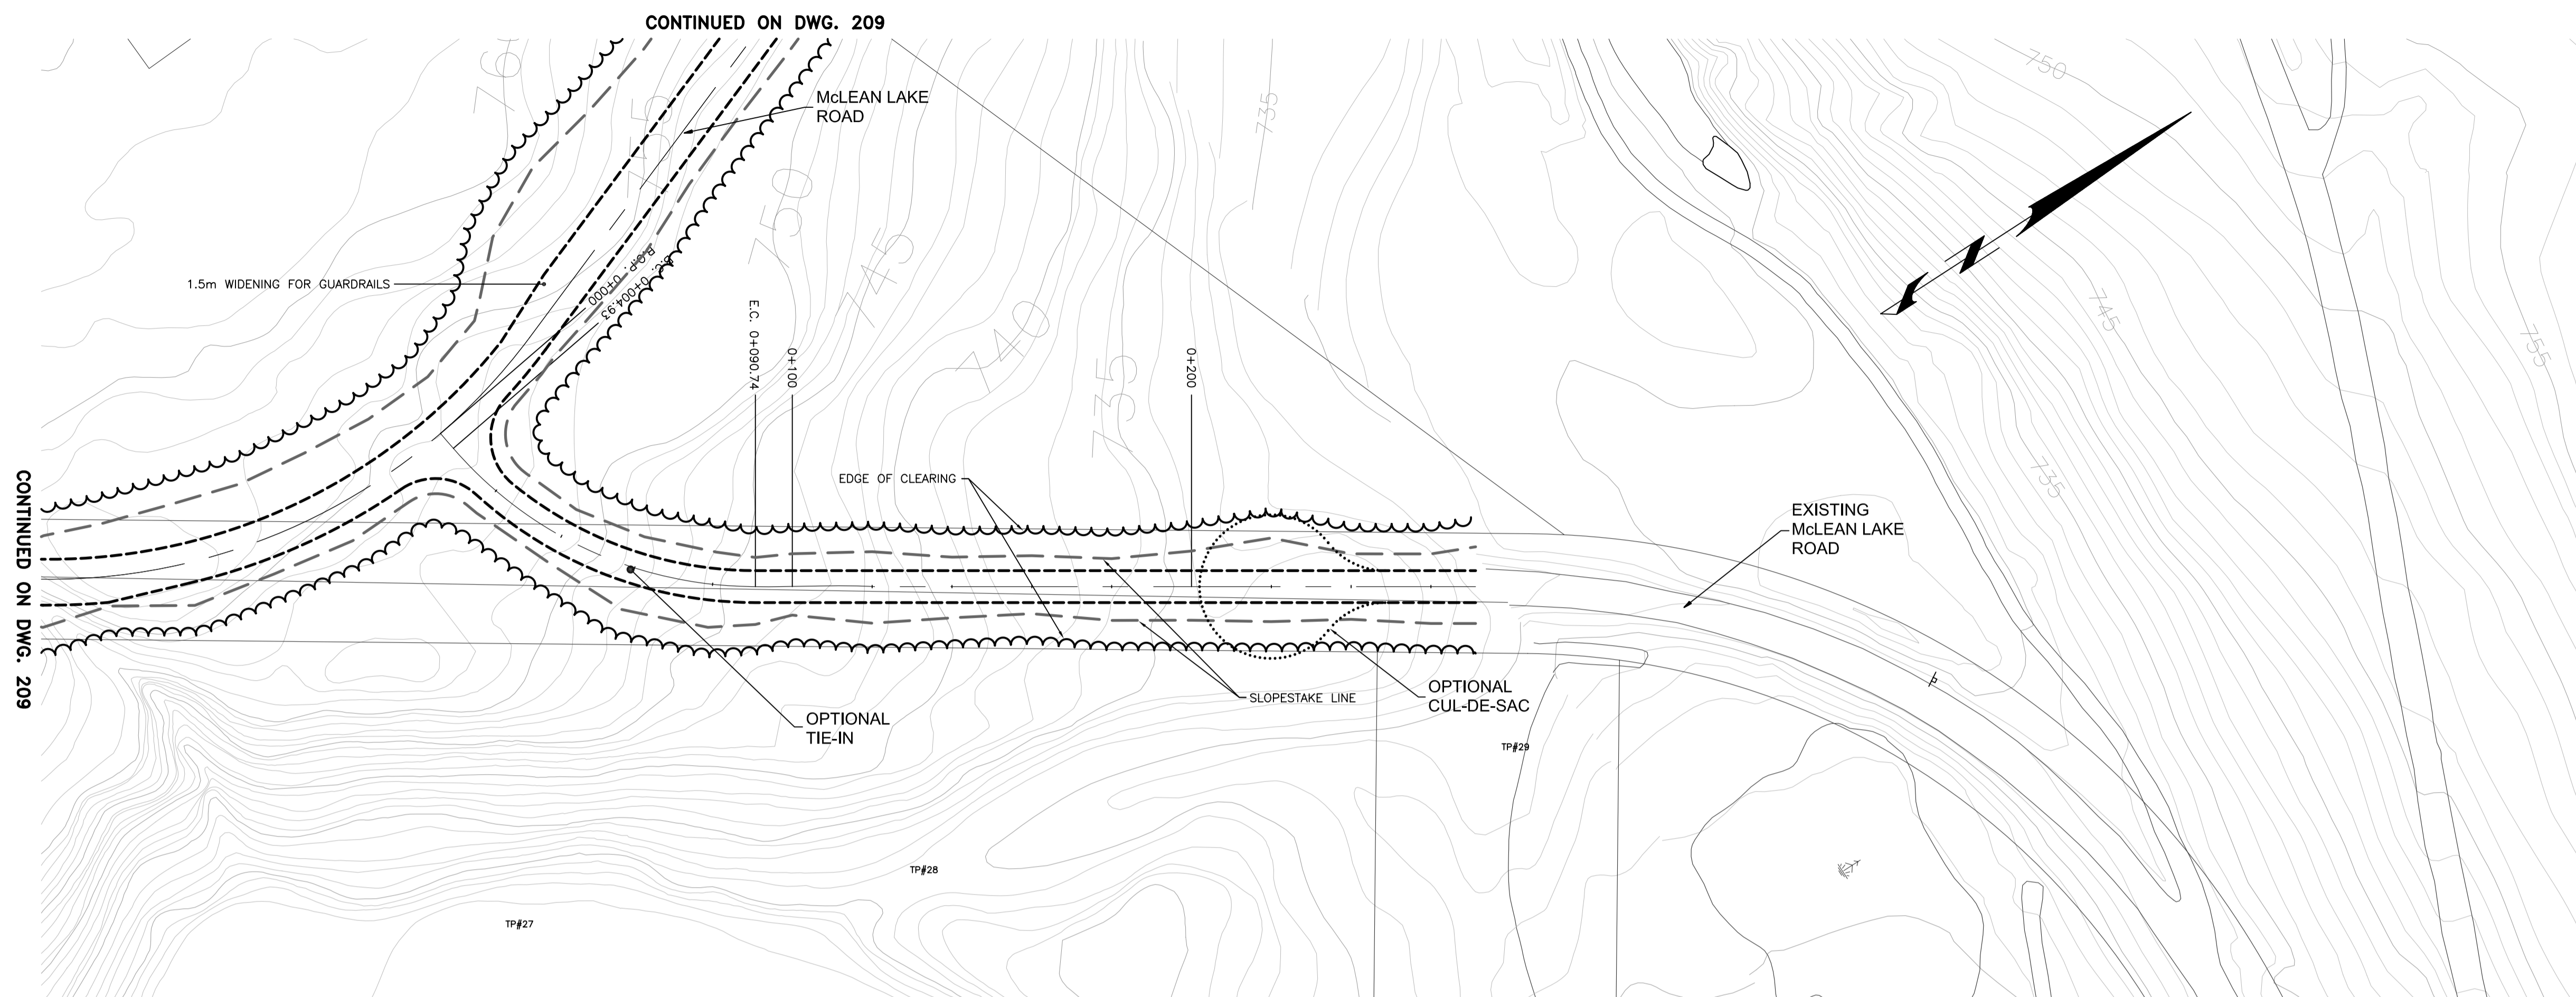 CONTINUED ON DWG. 209
McLEAN LAKE
ROAD
750
735
755
750
745
740
735
1.5m WIDENING FOR GUARDRAILS
B.O.P. 0+000
B.C. 0+004.93
E.C. 0+090.74
0+100
0+200
N
745
755
735
EDGE OF CLEARING
EXISTING
McLEAN LAKE
ROAD
CONTINUED ON DWG. 209
OPTIONAL
TIE-IN
SLOPESTAKE LINE
OPTIONAL
CUL-DE-SAC
TP#29
TP#28
TP#27